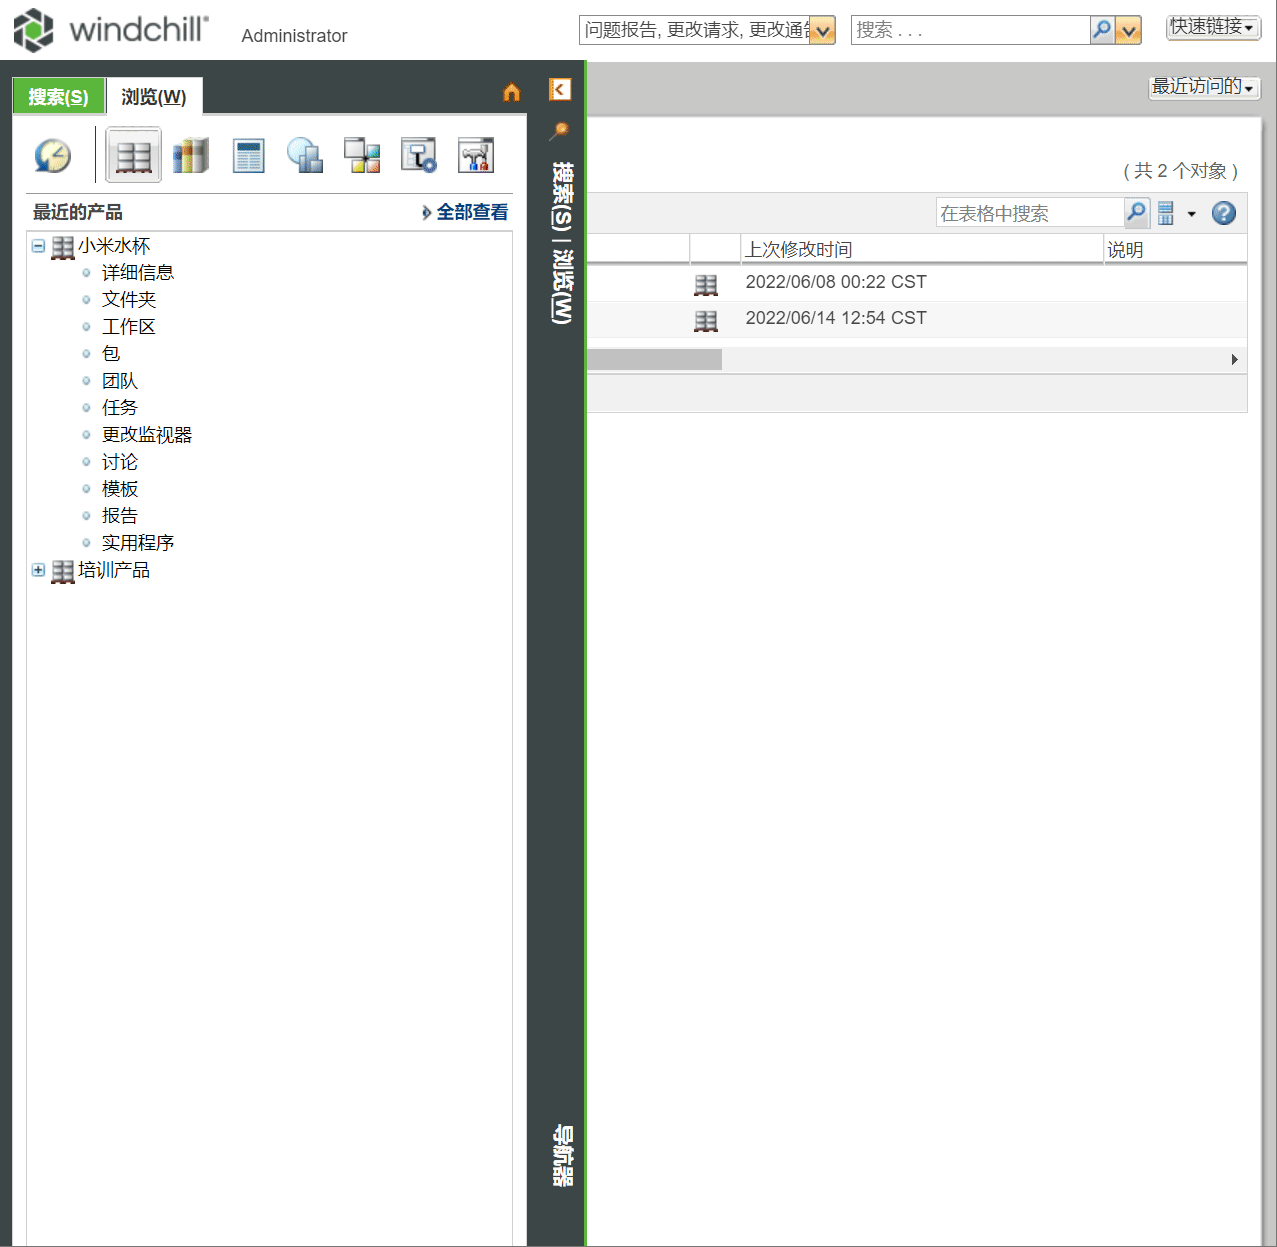 windchill
Administrator
问题报告, 更改请求, 更改通
搜索 . . .
快速链接
搜索(S)
浏览(W)
最近访问的
搜索(S) | 浏览(W)
导航器
最近的产品
全部查看
小米水杯
详细信息
文件夹
工作区
包
团队
任务
更改监视器
讨论
模板
报告
实用程序
培训产品
( 共 2 个对象 )
在表格中搜索
上次修改时间
说明
2022/06/08 00:22 CST
2022/06/14 12:54 CST